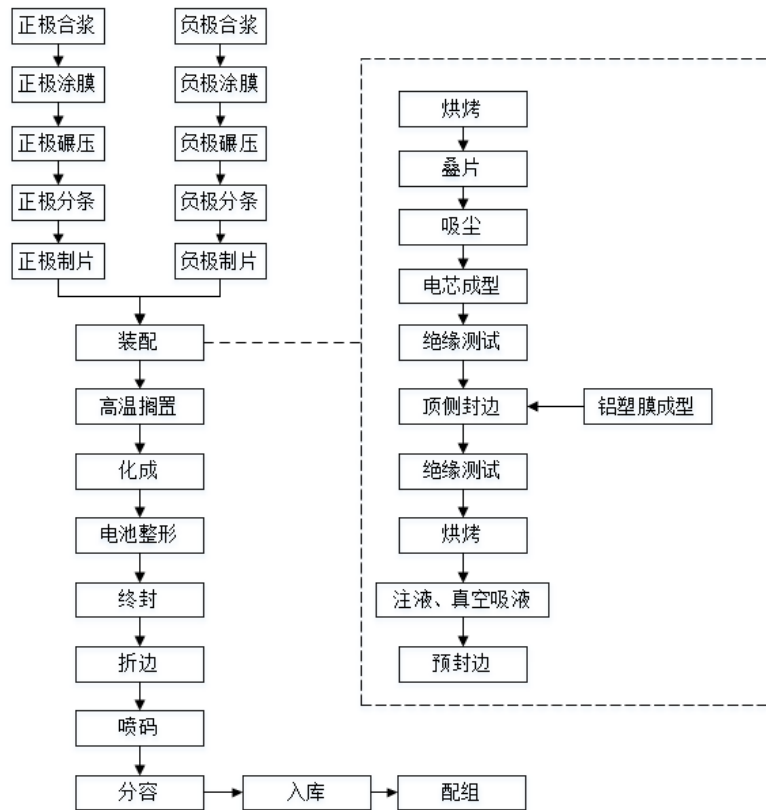 正极合浆
负极合浆
正极涂膜
负极涂膜
正极碾压
负极碾压
正极分条
负极分条
正极制片
负极制片
装配
高温搁置
化成
电池整形
终封
折边
喷码
分容
入库
配组
烘烤
叠片
吸尘
电芯成型
绝缘测试
顶侧封边
铝塑膜成型
绝缘测试
烘烤
注液、真空吸液
预封边